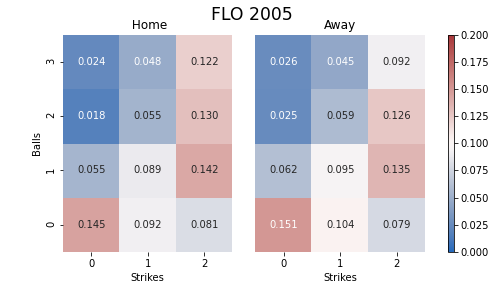 FLO 2005
Home Away
3 0.024 0.048 0.122 0.026 0.045 0.092
2 0.018 0.055 0.130 0.025 0.059 0.126
1 0.055 0.089 0.142 0.062 0.095 0.135
0 0.145 0.092 0.081 0.151 0.104 0.079
Balls
0 1 2 0 1 2
Strikes Strikes
0.200
0.175
0.150
0.125
0.100
0.075
0.050
0.025
0.000